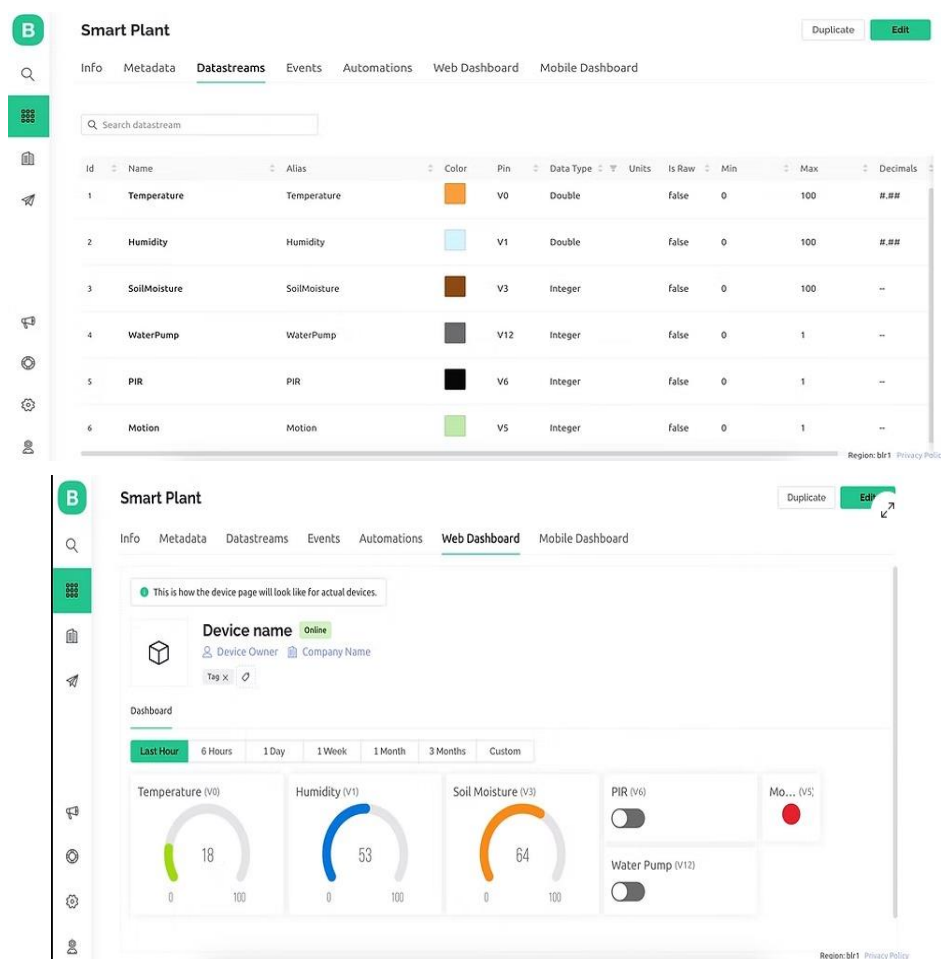 B
Smart Plant
Duplicate Edit
Info Metadata Datastreams Events Automations Web Dashboard Mobile Dashboard
Search datastream
Id Name Alias Color Pin Data Type Units Is Raw Min Max Decimals
1 Temperature Temperature V0 Double false 0 100 #.##
2 Humidity Humidity V1 Double false 0 100 #.##
3 SoilMoisture SoilMoisture V3 Integer false 0 100 --
4 WaterPump WaterPump V12 Integer false 0 1 --
5 PIR PIR V6 Integer false 0 1 --
6 Motion Motion V5 Integer false 0 1 --
Region: blr1 Privacy Polic
B
Smart Plant
Duplicate Edit
Info Metadata Datastreams Events Automations Web Dashboard Mobile Dashboard
This is how the device page will look like for actual devices.
Device name Online
Device Owner Company Name
Tag x
Dashboard
Last Hour 6 Hours 1 Day 1 Week 1 Month 3 Months Custom
Temperature (V0) Humidity (V1) Soil Moisture (V3) PIR (V6) Mo... (V5)
18 53 64
Water Pump (V12)
0 100 0 100 0 100
Region: blr1 Privacy Policy